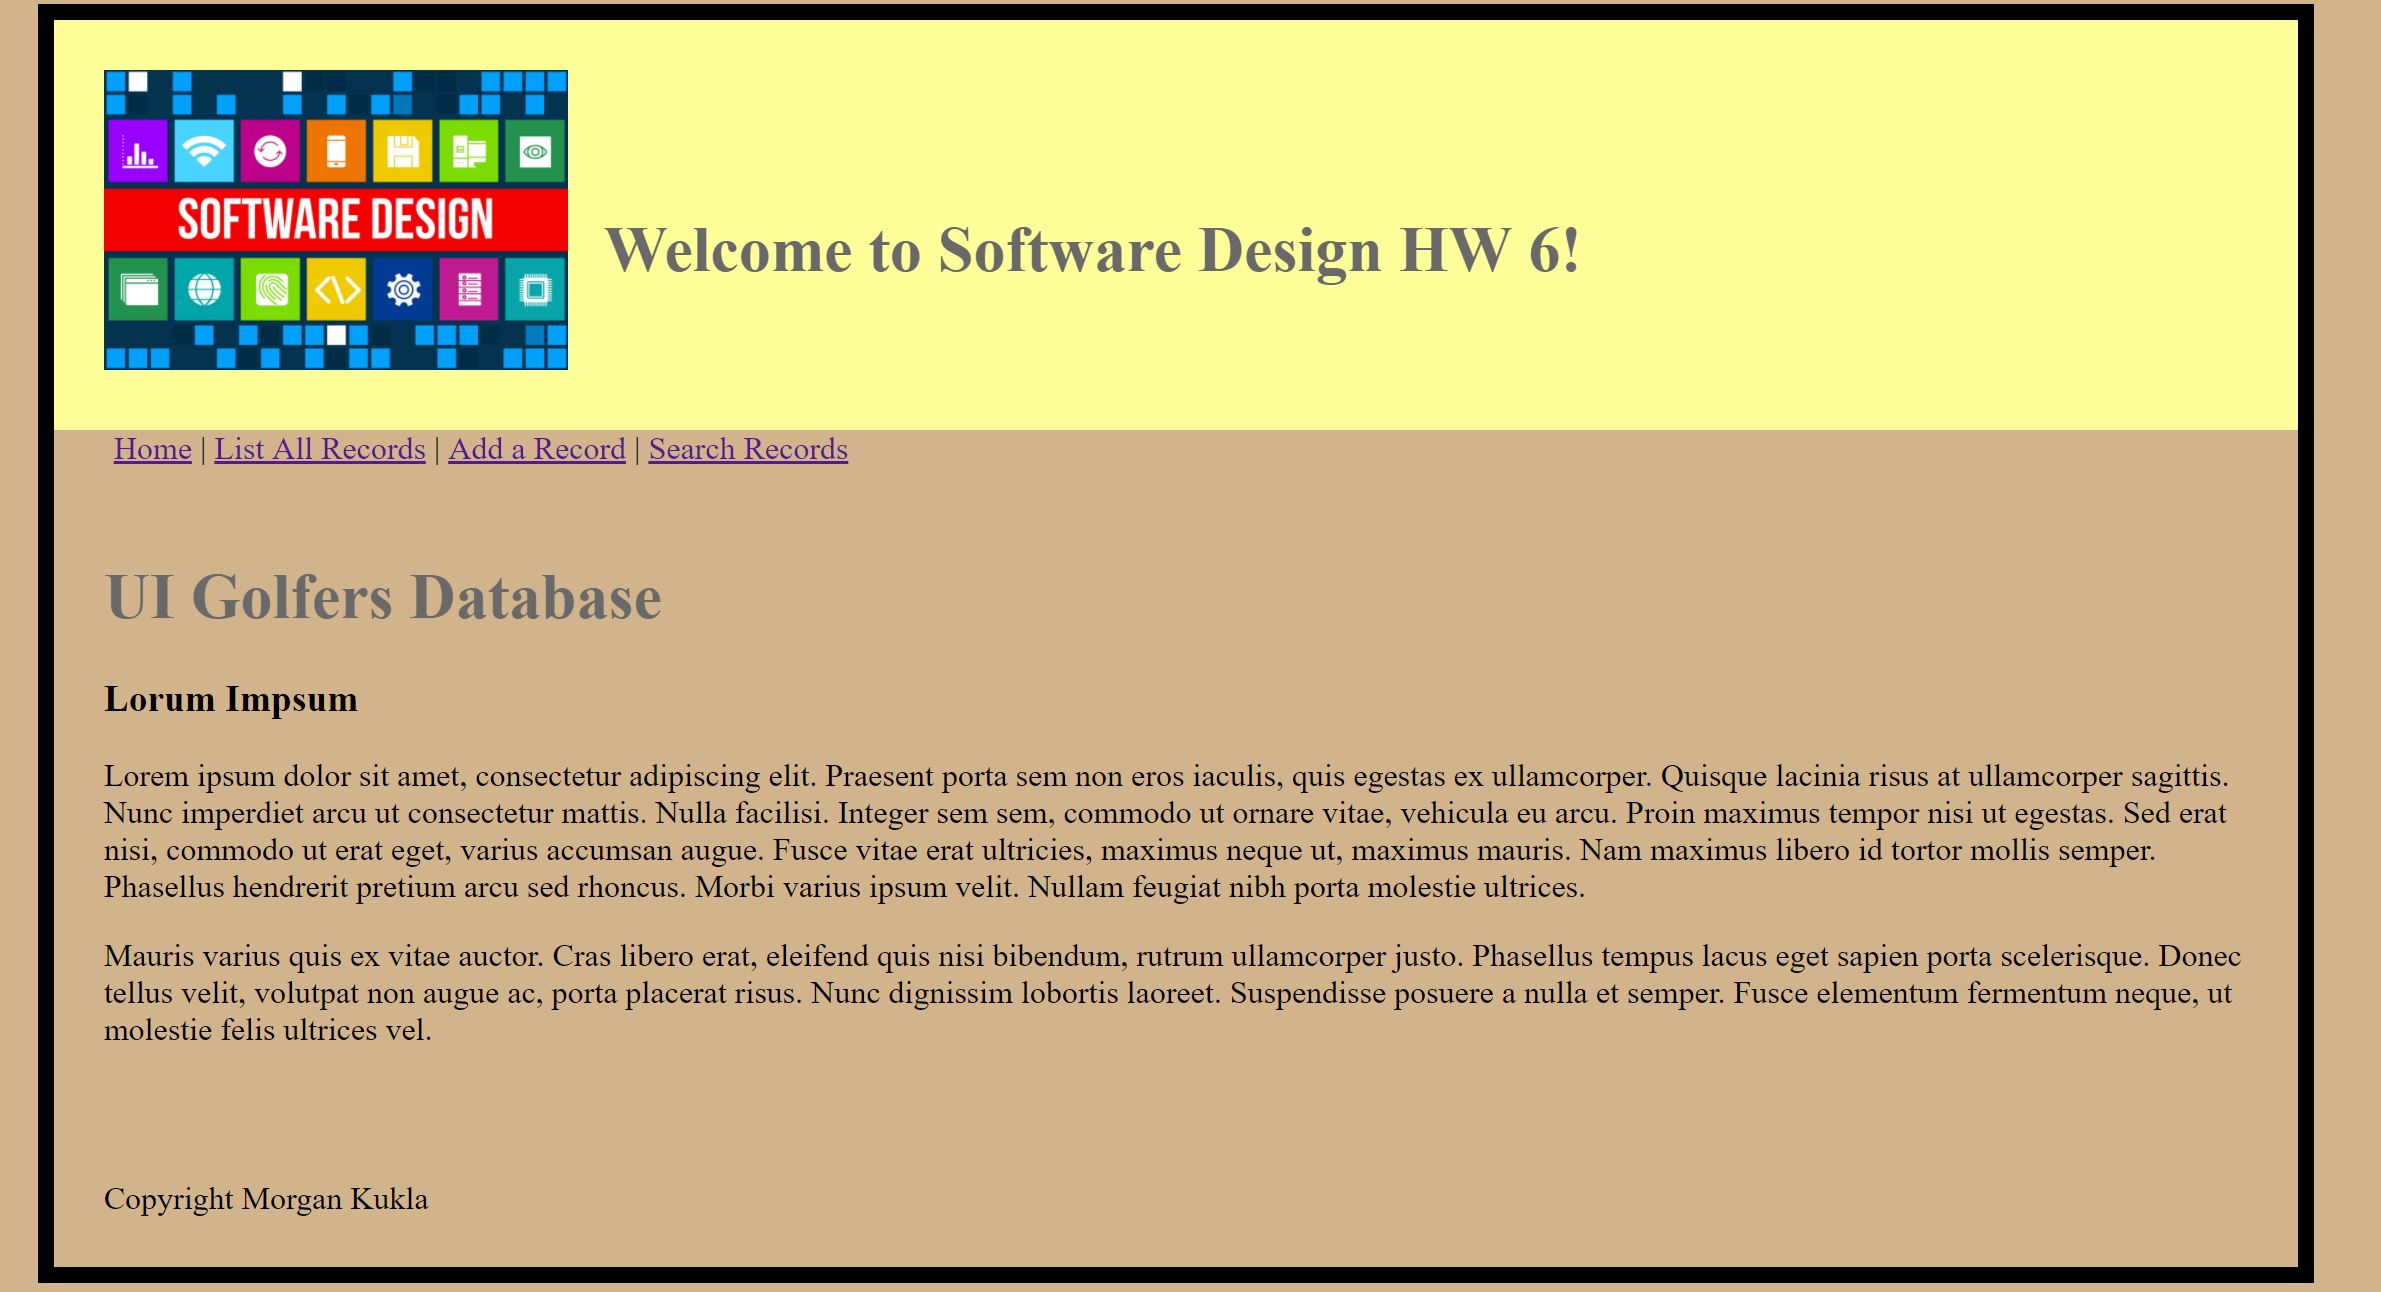 SOFTWARE DESIGN
Welcome to Software Design HW 6!
Home | List All Records | Add a Record | Search Records
UI Golfers Database
Lorum Impsum
Lorem ipsum dolor sit amet, consectetur adipiscing elit. Praesent porta sem non eros iaculis, quis egestas ex ullamcorper. Quisque lacinia risus at ullamcorper sagittis.
Nunc imperdiet arcu ut consectetur mattis. Nulla facilisi. Integer sem sem, commodo ut ornare vitae, vehicula eu arcu. Proin maximus tempor nisi ut egestas. Sed erat
nisi, commodo ut erat eget, varius accumsan augue. Fusce vitae erat ultricies, maximus neque ut, maximus mauris. Nam maximus libero id tortor mollis semper.
Phasellus hendrerit pretium arcu sed rhoncus. Morbi varius ipsum velit. Nullam feugiat nibh porta molestie ultrices.
Mauris varius quis ex vitae auctor. Cras libero erat, eleifend quis nisi bibendum, rutrum ullamcorper justo. Phasellus tempus lacus eget sapien porta scelerisque. Donec
tellus velit, volutpat non augue ac, porta placerat risus. Nunc dignissim lobortis laoreet. Suspendisse posuere a nulla et semper. Fusce elementum fermentum neque, ut
molestie felis ultrices vel.
Copyright Morgan Kukla